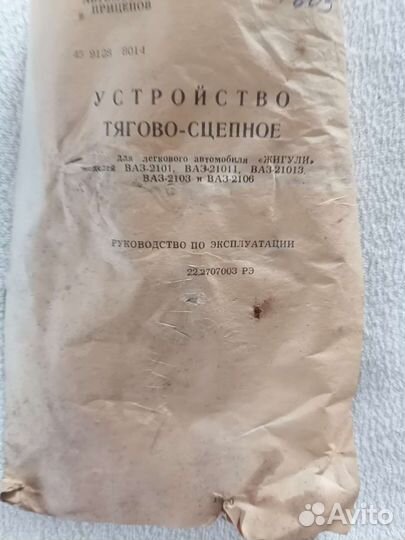 ПРИЦЕПОВ
45 9128 8014
УСТРОЙСТВО
ТЯГОВО-СЦЕПНОЕ
для легкового автомобиля «ЖИГУЛИ»
делей ВАЗ-2101, ВАЗ-21011, ВАЗ-21013,
ВАЗ-2103 и ВАЗ-2106
РУКОВОДСТВО ПО ЭКСПЛУАТАЦИИ
22.2707003 РЭ
Avito